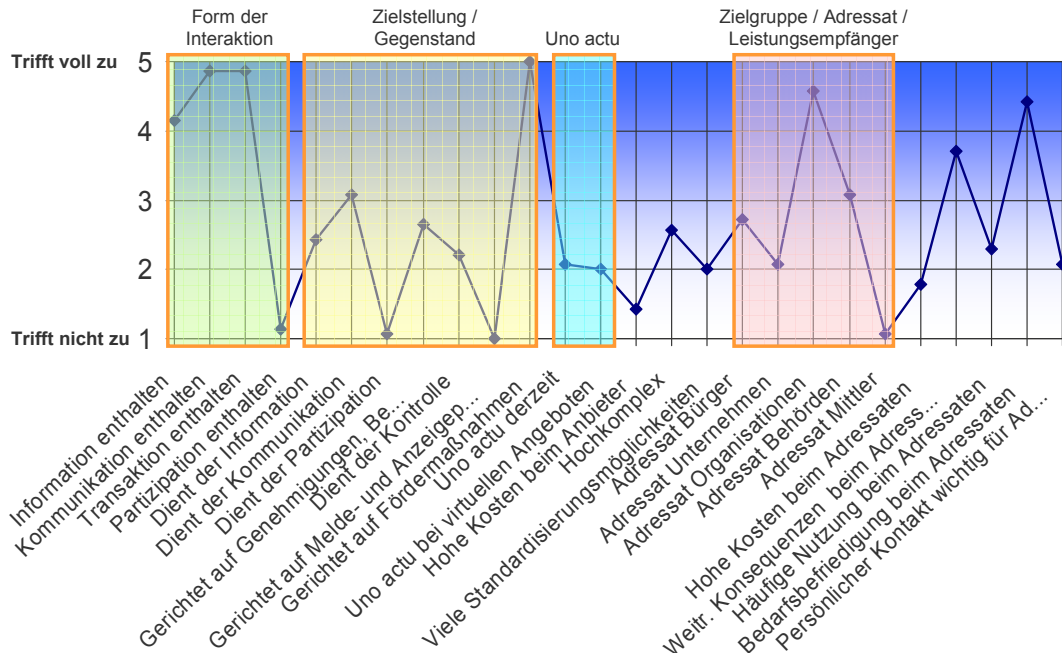 Form der
Interaktion
Zielstellung /
Gegenstand
Uno actu
Zielgruppe / Adressat /
Leistungsempfänger
Trifft voll zu
5
4
3
2
Trifft nicht zu
1
Information enthalten
Kommunikation enthalten
Transaktion enthalten
Partizipation enthalten
Dient der Information
Dient der Kommunikation
Dient der Partizipation
Gerichtet auf Genehmigungen, Be...
Dient der Kontrolle
Gerichtet auf Melde- und Anzeigep...
Gerichtet auf Fördermaßnahmen
Uno actu derzeit
Uno actu bei virtuellen Angeboten
Hohe Kosten beim Anbieter
Hochkomplex
Viele Standardisierungsmöglichkeiten
Adressat Bürger
Adressat Unternehmen
Adressat Organisationen
Adressat Behörden
Adressat Mittler
Hohe Kosten beim Adressaten
Weitr. Konsequenzen beim Adress...
Häufige Nutzung beim Adressaten
Bedarfsbefriedigung beim Adressaten
Persönlicher Kontakt wichtig für Ad...